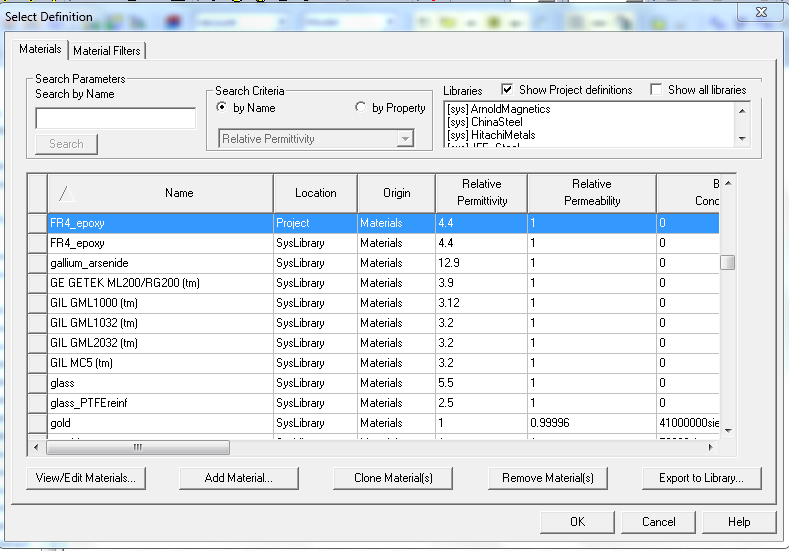 Select Definition
Materials Material Filters
Search Parameters
Search by Name
Search
Search Criteria
by Name by Property
Relative Permittivity
Libraries Show Project definitions Show all libraries
[sys] ArnoldMagnetics
[sys] ChinaSteel
[sys] HitachiMetals
Name Location Origin Relative Permittivity Relative Permeability
FR4_epoxy Project Materials 4.4 1 0
FR4_epoxy SysLibrary Materials 4.4 1 0
gallium_arsenide SysLibrary Materials 12.9 1 0
GE GETEK ML200/RG200 (tm) SysLibrary Materials 3.9 1 0
GIL GML1000 (tm) SysLibrary Materials 3.12 1 0
GIL GML1032 (tm) SysLibrary Materials 3.2 1 0
GIL GML2032 (tm) SysLibrary Materials 3.2 1 0
GIL MC5 (tm) SysLibrary Materials 3.2 1 0
glass SysLibrary Materials 5.5 1 0
glass_PTFEreinf SysLibrary Materials 2.5 1 0
gold SysLibrary Materials 1 0.99996 41000000sie
View/Edit Materials... Add Material... Clone Material(s) Remove Material(s) Export to Library...
OK Cancel Help